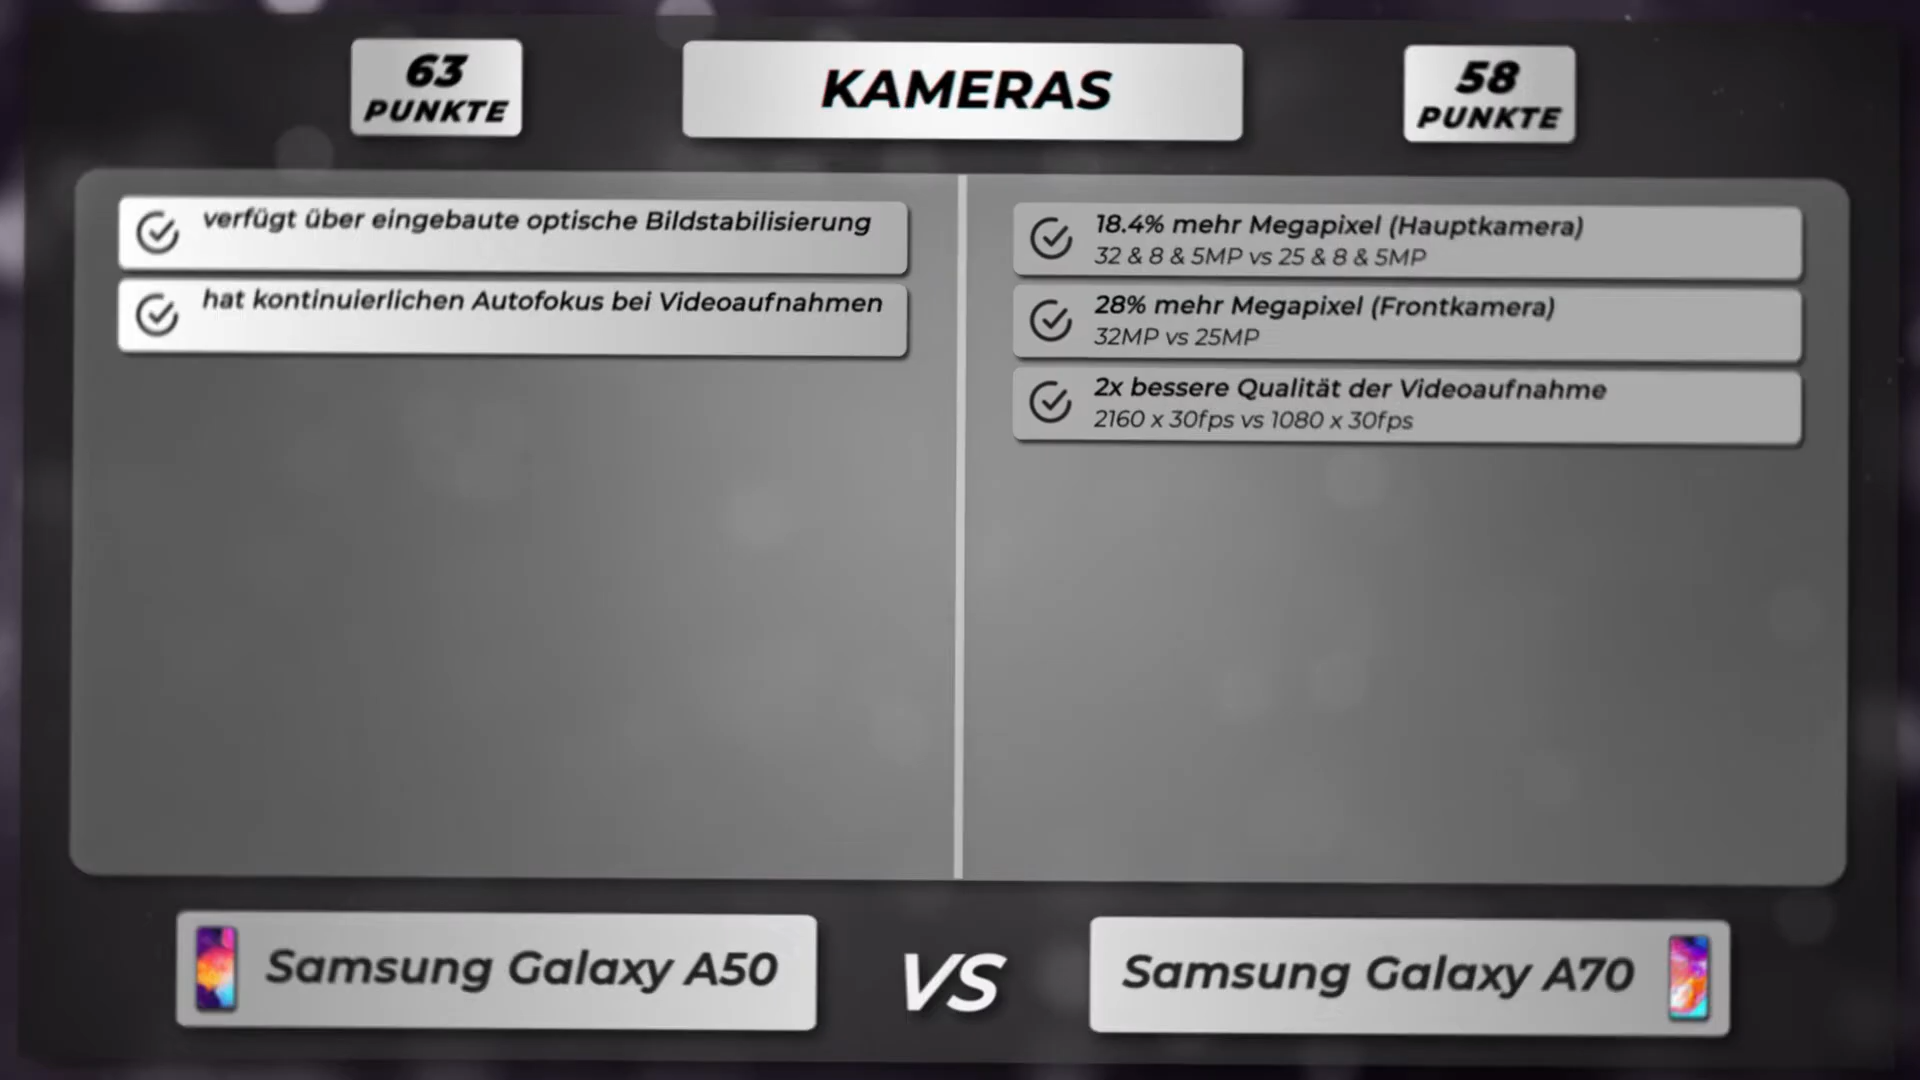 63
PUNKTE
KAMERAS
58
PUNKTE
verfügt über eingebaute optische Bildstabilisierung
hat kontinuierlichen Autofokus bei Videoaufnahmen
18.4% mehr Megapixel (Hauptkamera)
32 & 8 & 5MP vs 25 & 8 & 5MP
28% mehr Megapixel (Frontkamera)
32MP vs 25MP
2x bessere Qualität der Videoaufnahme
2160 x 30fps vs 1080 x 30fps
Samsung Galaxy A50
VS
Samsung Galaxy A70